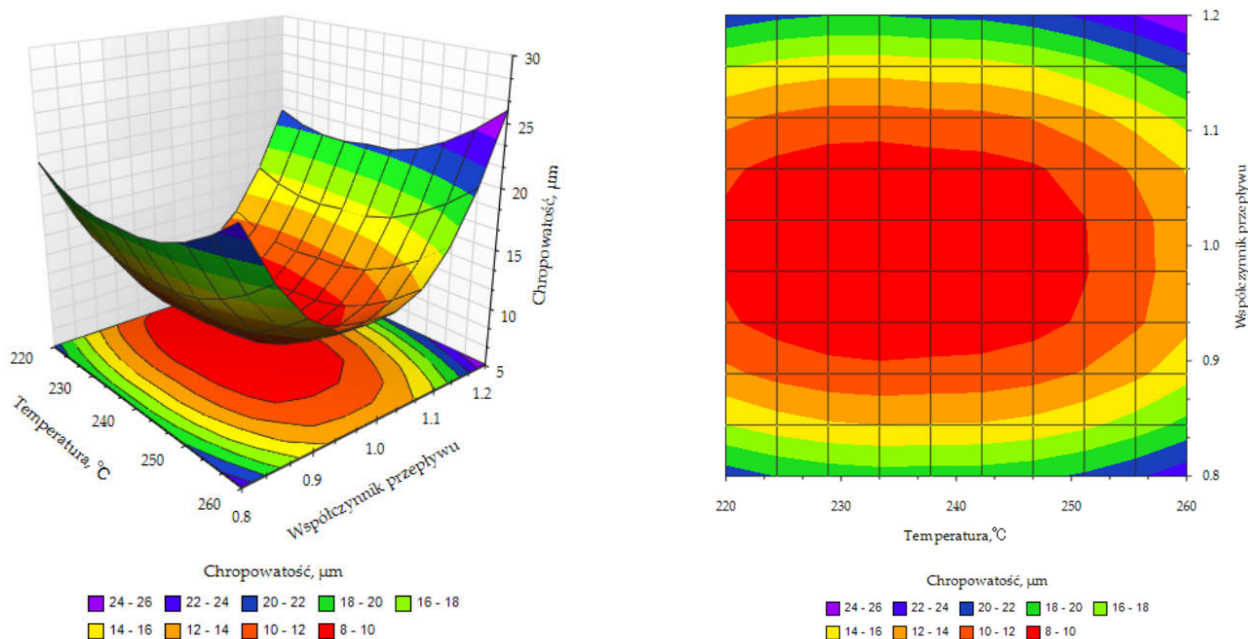 30
25
20
15
10
5
Chropowatość, μm
220
230
240
250
260
Temperatura, ℃
0.8
0.9
1.0
1.1
1.2
Współczynnik przepływu
Chropowatość, μm
24 - 26 22 - 24 20 - 22 18 - 20 16 - 18
14 - 16 12 - 14 10 - 12 8 - 10
1.2
1.1
1.0
0.9
0.8
Współczynnik przepływu
220 230 240 250 260
Temperatura,℃
Chropowatość, μm
24 - 26 22 - 24 20 - 22 18 - 20 16 - 18
14 - 16 12 - 14 10 - 12 8 - 10